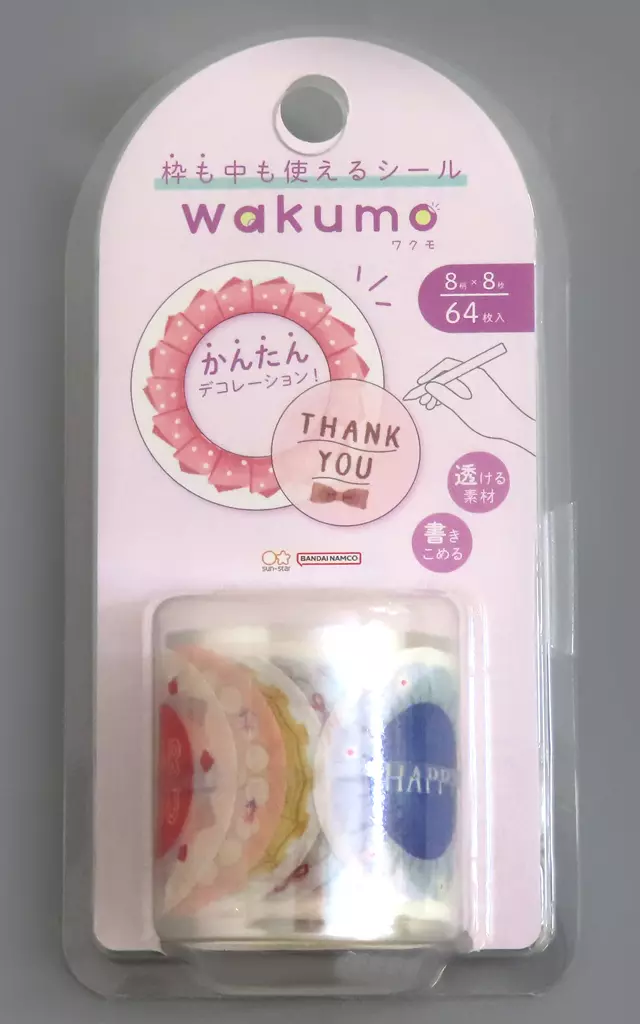 枠も中も使えるシール
wakumo
ワクモ
8柄×8枚
64枚入
かんたん
デコレーション!
THANK
YOU
透ける
素材
書き
こめる
sun-star
BANDAI NAMCO
HAPP